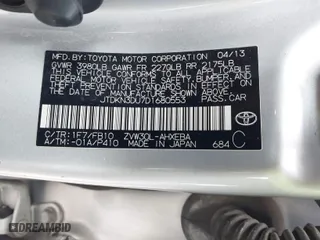 MFD. BY: TOYOTA MOTOR CORPORATION 04/13
GVWR 3980LB GAWR FR 2270LB RR 2175LB
THIS VEHICLE CONFORMS TO ALL APPLICABLE
FEDERAL MOTOR VEHICLE SAFETY, BUMPER, AND
THEFT PREVENTION STANDARDS IN EFFECT ON THE
DATE OF MANUFACTURE SHOWN ABOVE.
JTDKN3DU7D1680553 PASS. CAR
C/TR: 1F7/FB10 ZVW30L-AHXEBA
A/TM: -01A/P410 MADE IN JAPAN 684 C